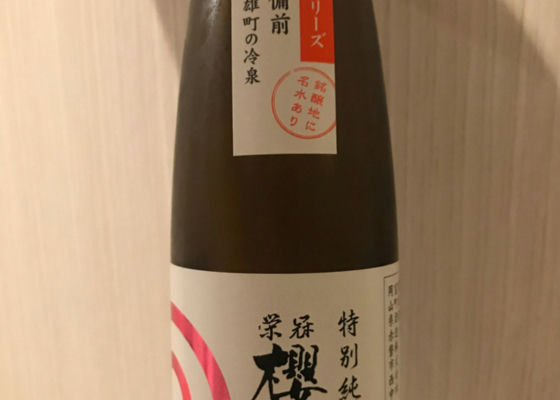 リーズ
備前
雄町の冷泉
銘醸地に
名水あり
特別純
栄冠
櫻